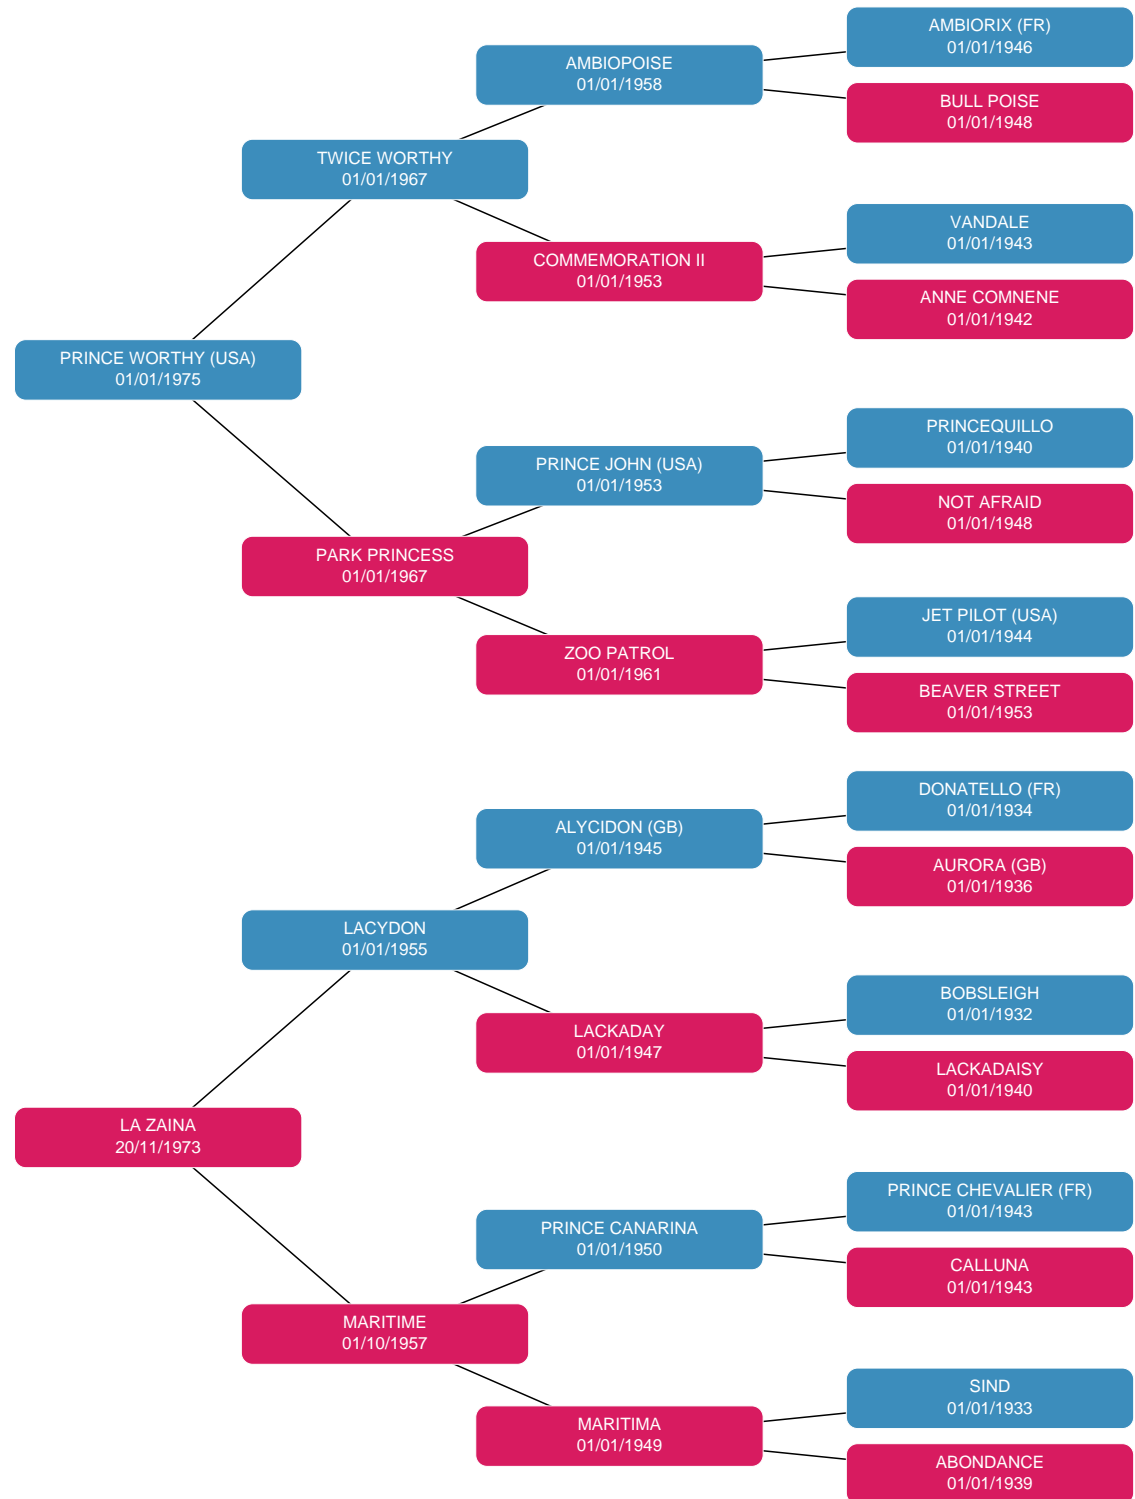 AMBIORIX (FR)
01/01/1946
AMBIOPOISE
01/01/1958
BULL POISE
01/01/1948
TWICE WORTHY
01/01/1967
VANDALE
01/01/1943
COMMEMORATION II
01/01/1953
ANNE COMNENE
01/01/1942
PRINCE WORTHY (USA)
01/01/1975
PRINCEQUILLO
01/01/1940
PRINCE JOHN (USA)
01/01/1953
NOT AFRAID
01/01/1948
PARK PRINCESS
01/01/1967
JET PILOT (USA)
01/01/1944
ZOO PATROL
01/01/1961
BEAVER STREET
01/01/1953
DONATELLO (FR)
01/01/1934
ALYCIDON (GB)
01/01/1945
AURORA (GB)
01/01/1936
LACYDON
01/01/1955
BOBSLEIGH
01/01/1932
LACKADAY
01/01/1947
LACKADAISY
01/01/1940
LA ZAINA
20/11/1973
PRINCE CHEVALIER (FR)
01/01/1943
PRINCE CANARINA
01/01/1950
CALLUNA
01/01/1943
MARITIME
01/10/1957
SIND
01/01/1933
MARITIMA
01/01/1949
ABONDANCE
01/01/1939